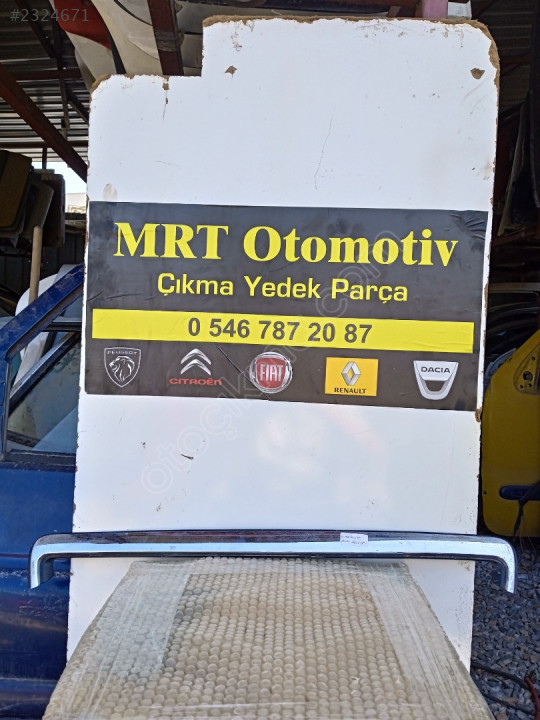 #2324671
MRT Otomotiv
Çıkma Yedek Parça
0 546 787 20 87
PEUGEOT
CITROËN
FIAT
RENAULT
DACIA